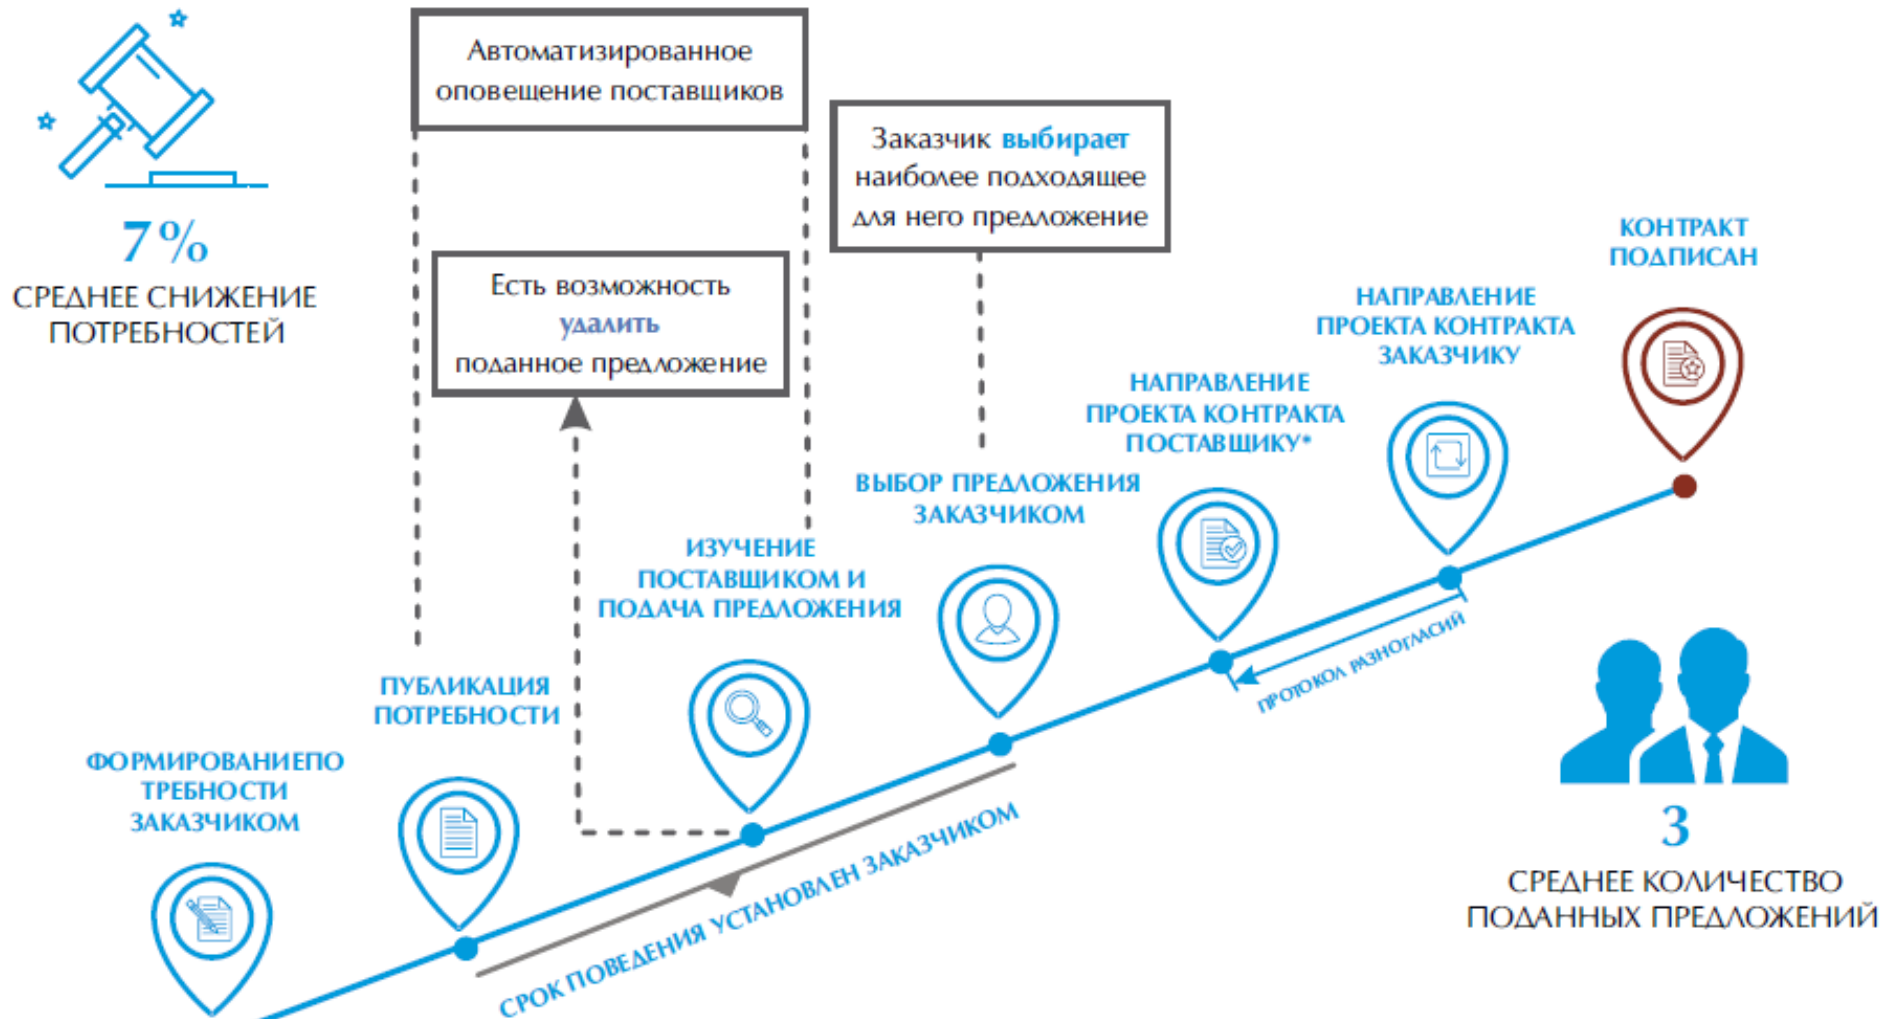 Автоматизированное
оповещение поставщиков
Заказчик выбирает
наиболее подходящее
для него предложение
7%
СРЕДНЕЕ СНИЖЕНИЕ
ПОТРЕБНОСТЕЙ
Есть возможность
удалить
поданное предложение
КОНТРАКТ
ПОДПИСАН
НАПРАВЛЕНИЕ
ПРОЕКТА КОНТРАКТА
ЗАКАЗЧИКУ
НАПРАВЛЕНИЕ
ПРОЕКТА КОНТРАКТА
ПОСТАВЩИКУ*
ВЫБОР ПРЕДЛОЖЕНИЯ
ЗАКАЗЧИКОМ
ИЗУЧЕНИЕ
ПОСТАВЩИКОМ И
ПОДАЧА ПРЕДЛОЖЕНИЯ
ПУБЛИКАЦИЯ
ПОТРЕБНОСТИ
ФОРМИРОВАНИЕПО
ТРЕБНОСТИ
ЗАКАЗЧИКОМ
ПРОТОКОЛ РАЗНОГЛАСИЙ
СРОК ПОВЕДЕНИЯ УСТАНОВЛЕН ЗАКАЗЧИКОМ
3
СРЕДНЕЕ КОЛИЧЕСТВО
ПОДАННЫХ ПРЕДЛОЖЕНИЙ